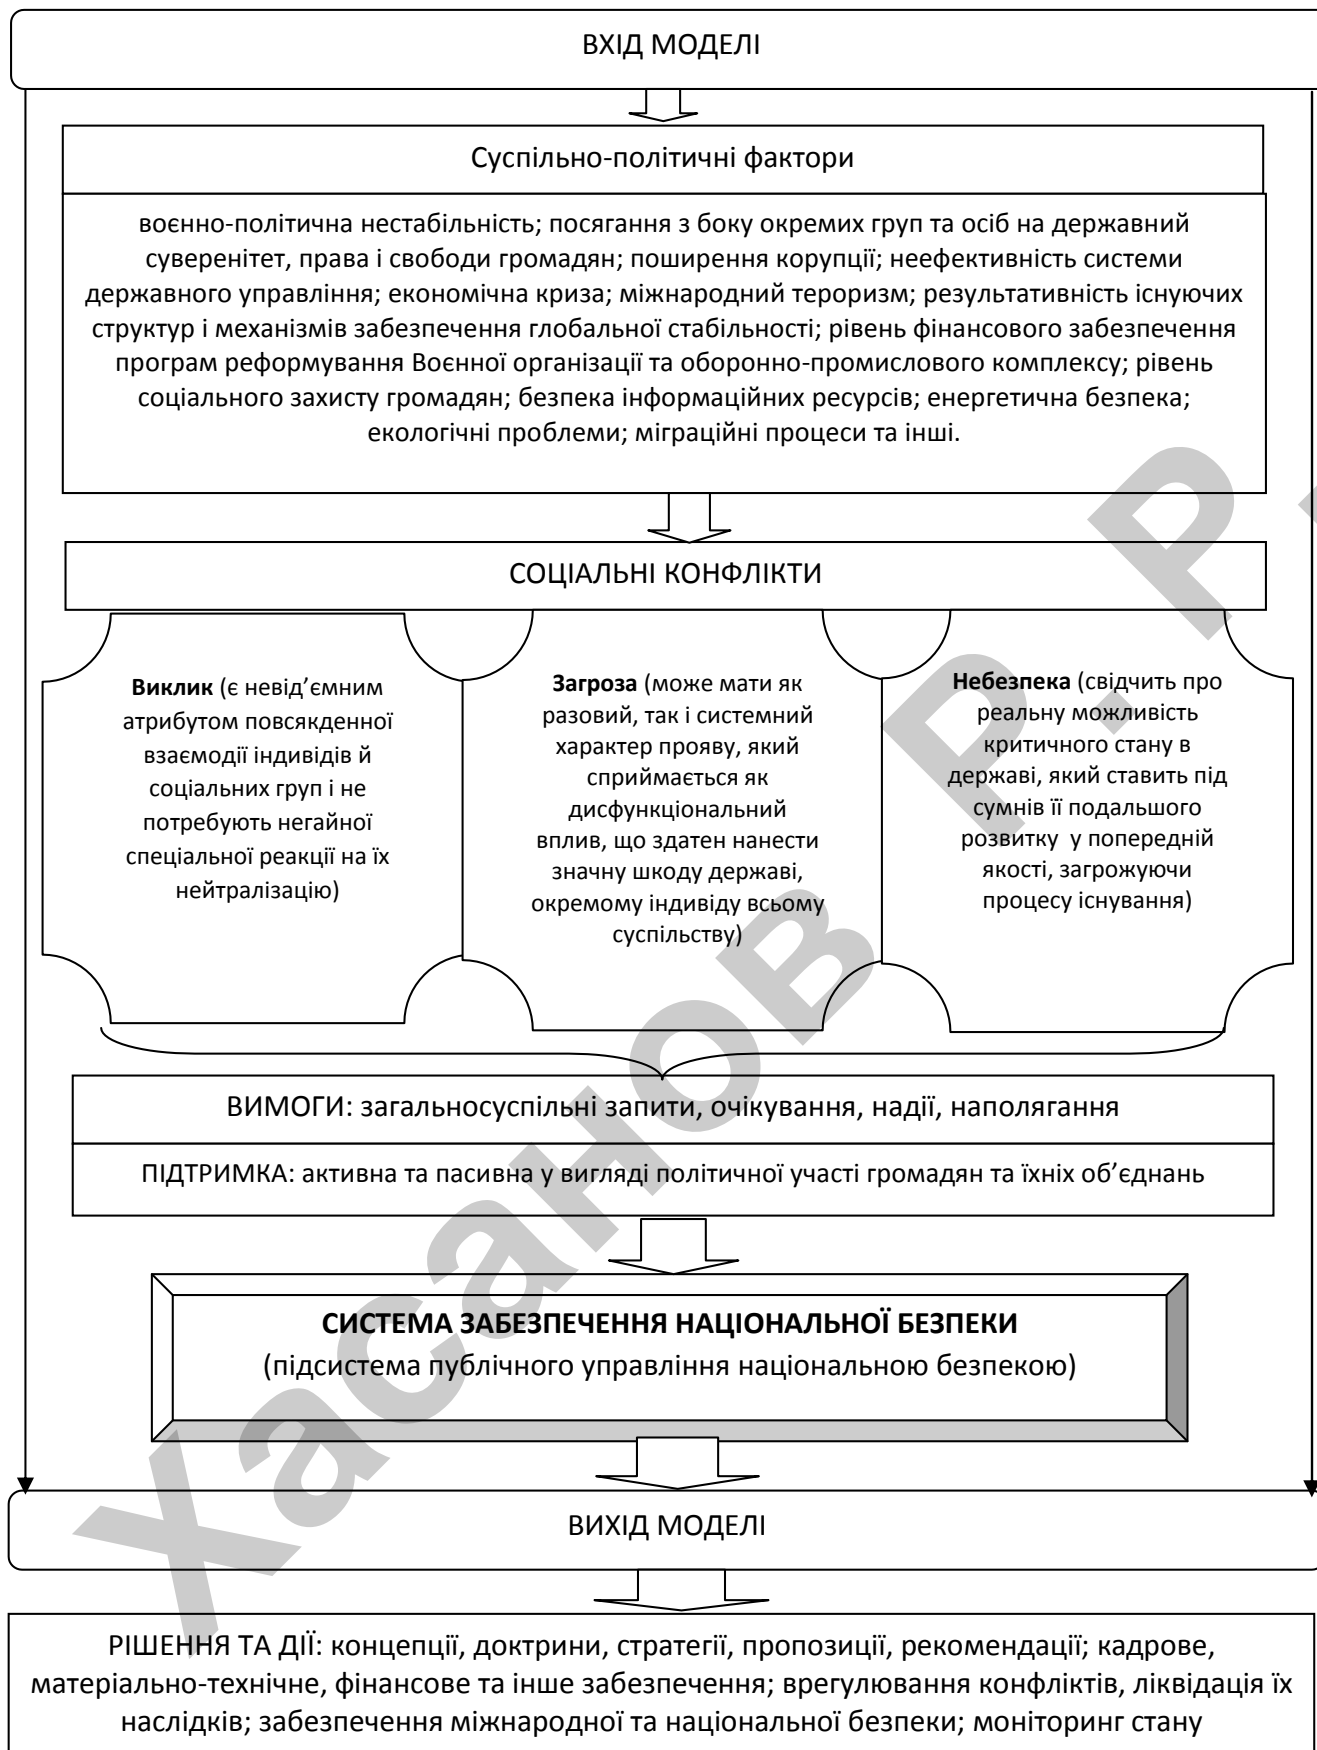 ВХІД МОДЕЛІ
Суспільно-політичні фактори
воєнно-політична нестабільність; посягання з боку окремих груп та осіб на державний
суверенітет, права і свободи громадян; поширення корупції; неефективність системи
державного управління; економічна криза; міжнародний тероризм; результативність існуючих
структур і механізмів забезпечення глобальної стабільності; рівень фінансового забезпечення
програм реформування Воєнної організації та оборонно-промислового комплексу; рівень
соціального захисту громадян; безпека інформаційних ресурсів; енергетична безпека;
екологічні проблеми; міграційні процеси та інші.
СОЦІАЛЬНІ КОНФЛІКТИ
Виклик (є невід’ємним
атрибутом повсякденної
взаємодії індивідів й
соціальних груп і не
потребують негайної
спеціальної реакції на їх
нейтралізацію)
Загроза (може мати як
разовий, так і системний
характер прояву, який
сприймається як
дисфункціональний
вплив, що здатен нанести
значну шкоду державі,
окремому індивіду всьому
суспільству)
Небезпека (свідчить про
реальну можливість
критичного стану в
державі, який ставить під
сумнів її подальшого
розвитку у попередній
якості, загрожуючи
процесу існування)
ВИМОГИ: загальносуспільні запити, очікування, надії, наполягання
ПІДТРИМКА: активна та пасивна у вигляді політичної участі громадян та їхніх об’єднань
СИСТЕМА ЗАБЕЗПЕЧЕННЯ НАЦІОНАЛЬНОЇ БЕЗПЕКИ
(підсистема публічного управління національною безпекою)
ВИХІД МОДЕЛІ
РІШЕННЯ ТА ДІЇ: концепції, доктрини, стратегії, пропозиції, рекомендації; кадрове,
матеріально-технічне, фінансове та інше забезпечення; врегулювання конфліктів, ліквідація їх
наслідків; забезпечення міжнародної та національної безпеки; моніторинг стану
Хасанов Р. Р.